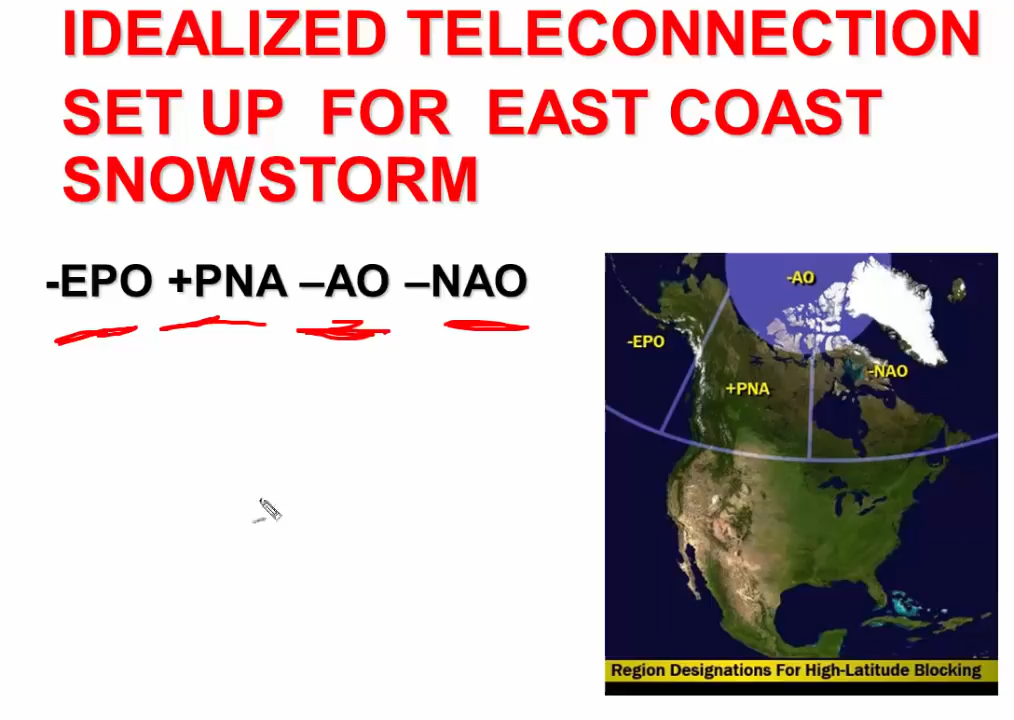 IDEALIZED TELECONNECTION
SET UP FOR EAST COAST
SNOWSTORM
-EPO +PNA –AO –NAO
-AO
-EPO
-NAO
+PNA
Region Designations For High-Latitude Blocking